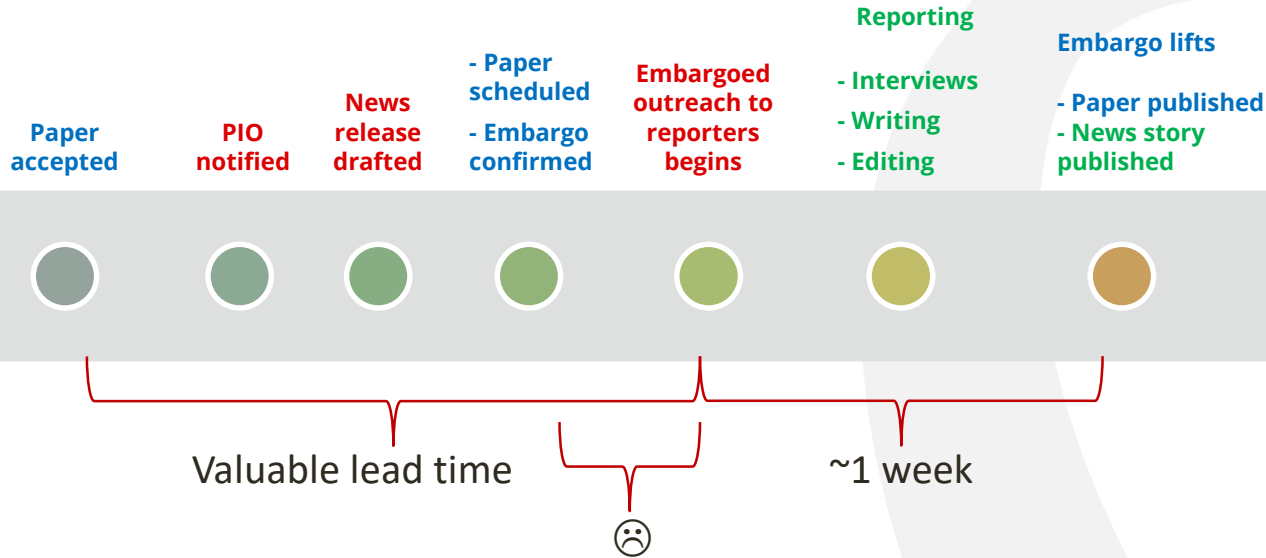 Paper
accepted
PIO
notified
News
release
drafted
- Paper
scheduled
- Embargo
confirmed
Embargoed
outreach to
reporters
begins
Reporting
- Interviews
- Writing
- Editing
Embargo lifts
- Paper published
- News story
published
Valuable lead time
~1 week
☹